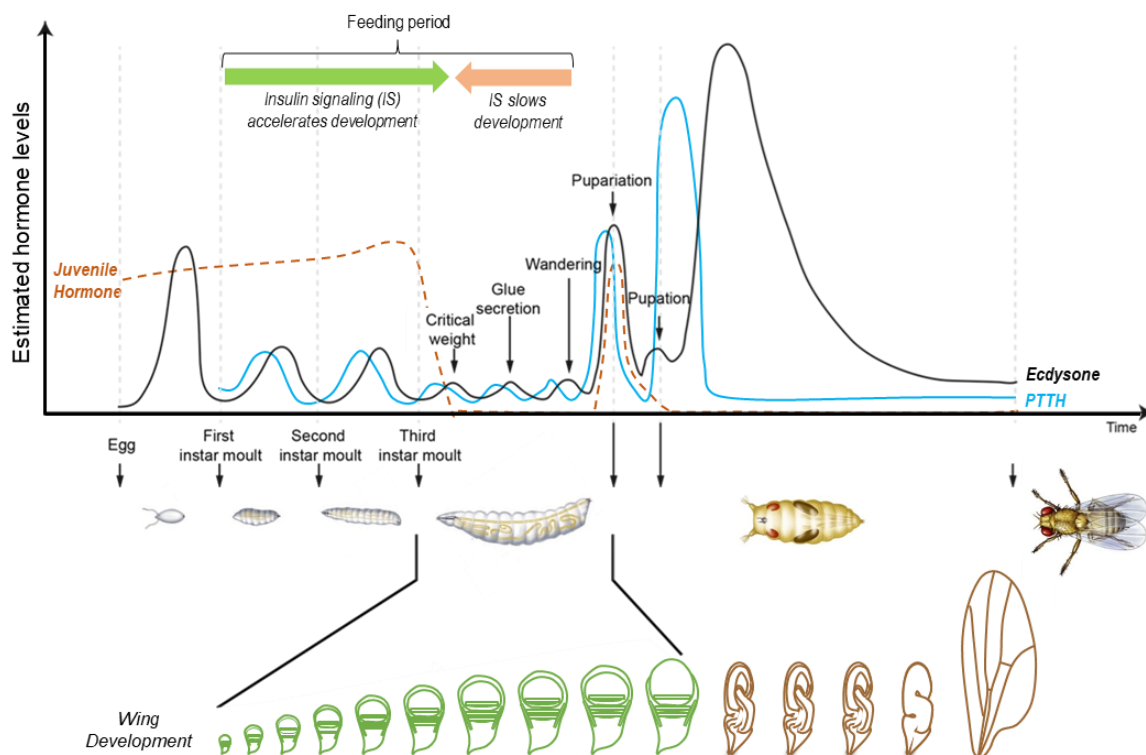 Feeding period
Insulin signaling (IS)
accelerates development
IS slows
development
Estimated hormone levels
Juvenile
Hormone
Pupariation
Wandering
Glue
secretion
Critical
weight
Pupation
Ecdysone
PTTH
Time
Egg
First
instar moult
Second
instar moult
Third
instar moult
Wing
Development